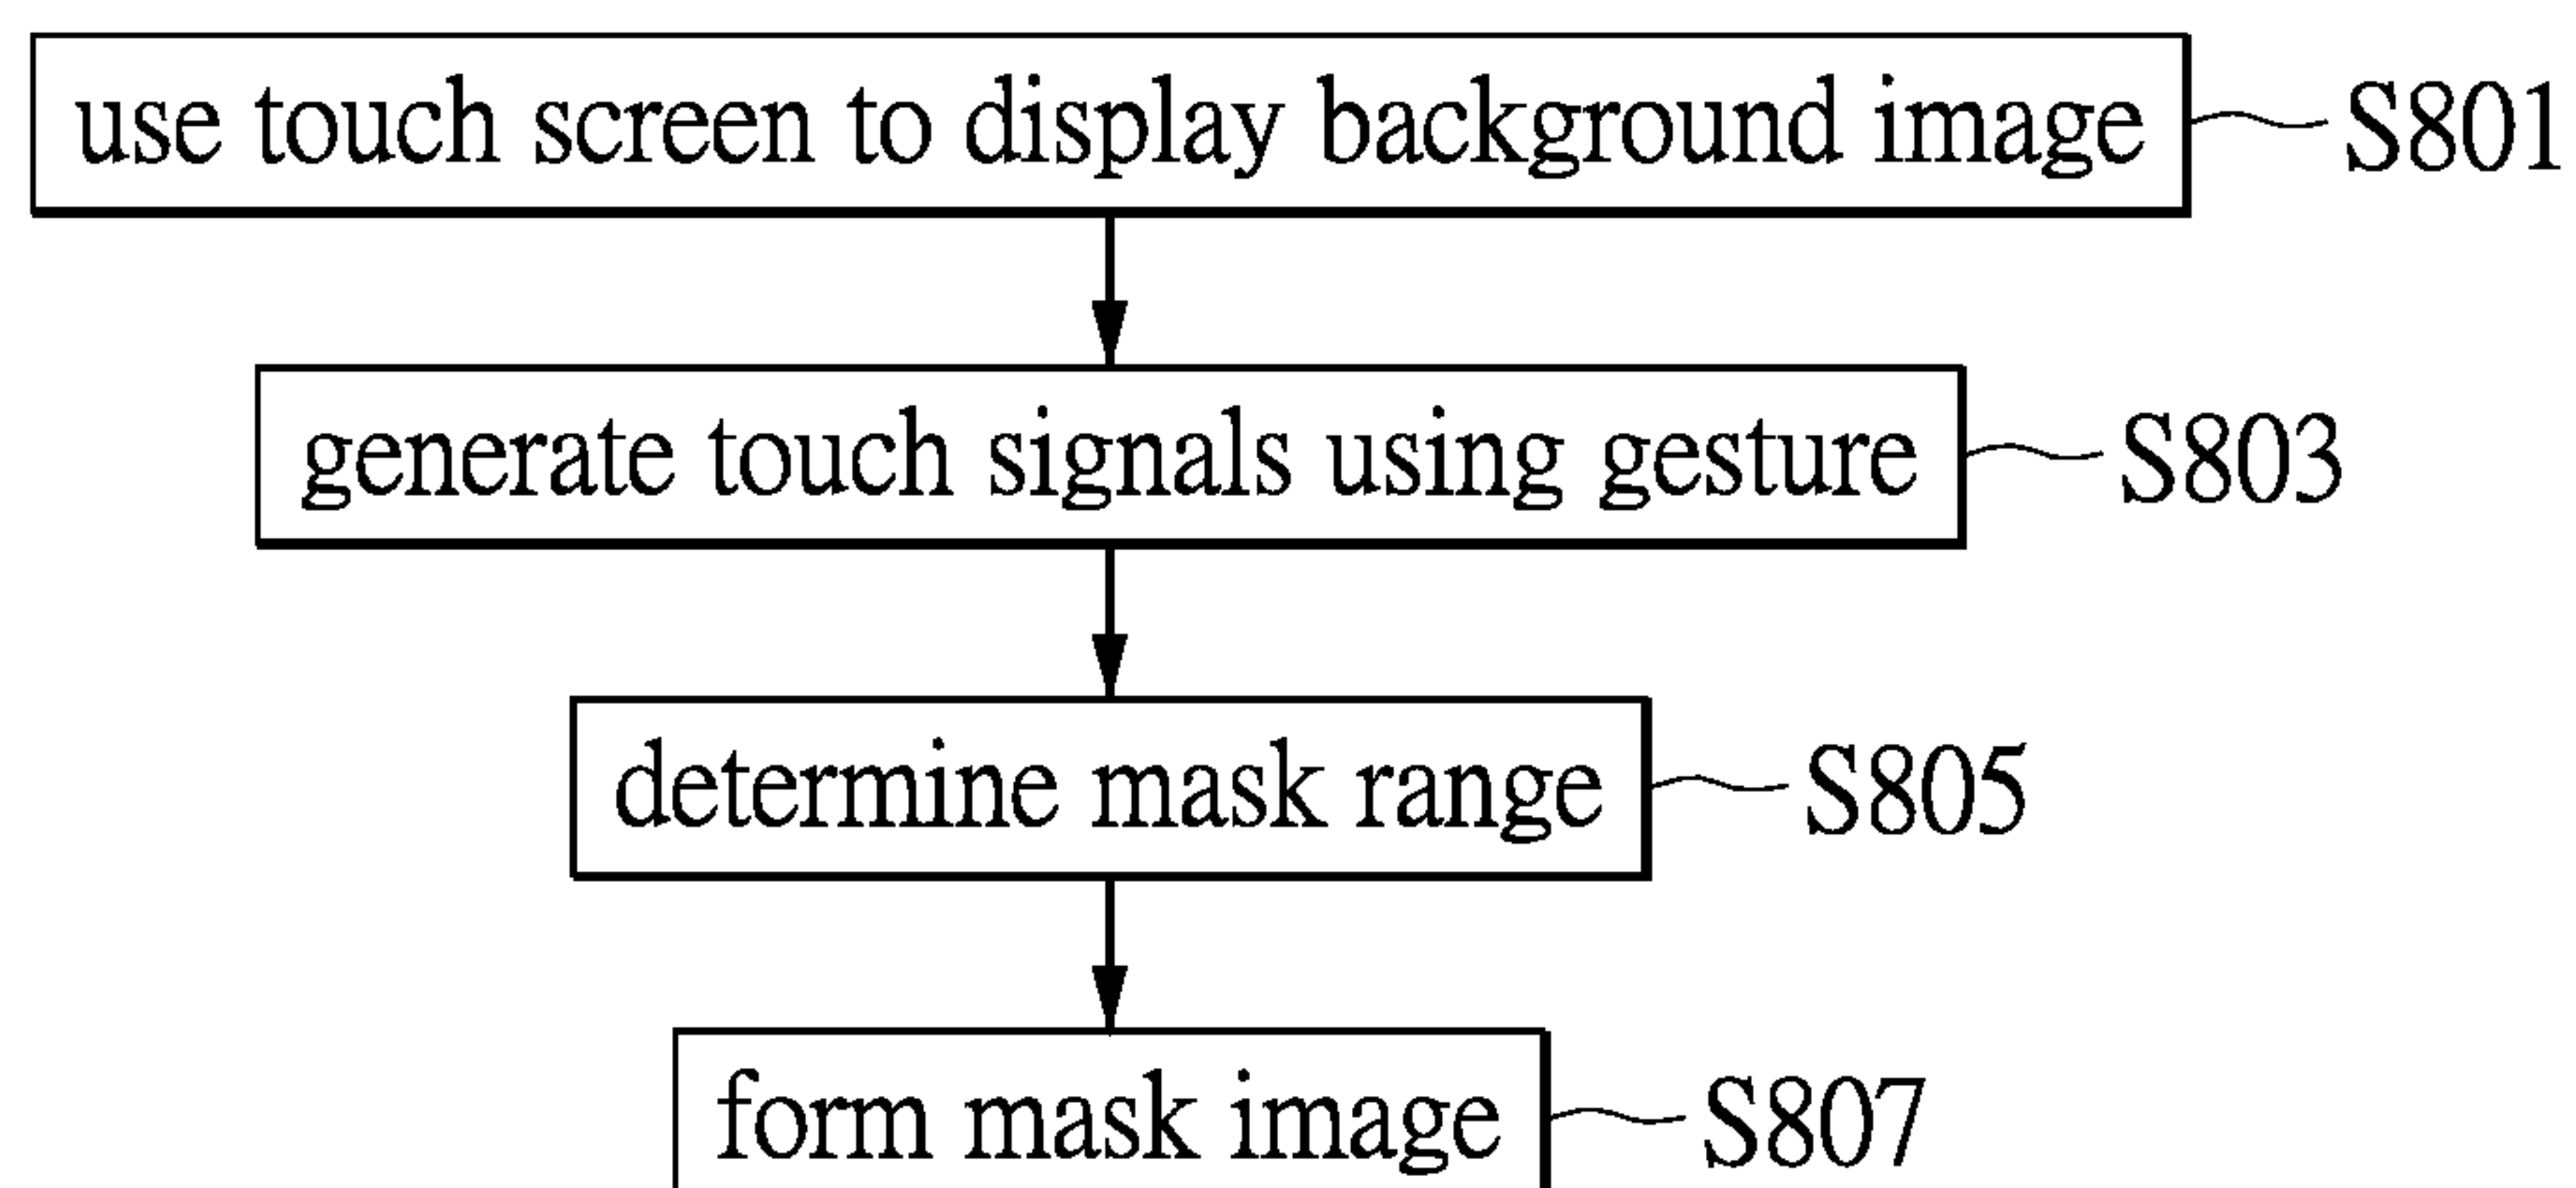 use touch screen to display background image S801
generate touch signals using gesture S803
determine mask range S805
form mask image S807